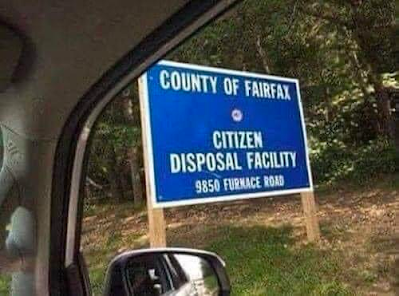 COUNTY OF FAIRFAX
CITIZEN
DISPOSAL FACILITY
9850 FURNACE ROAD